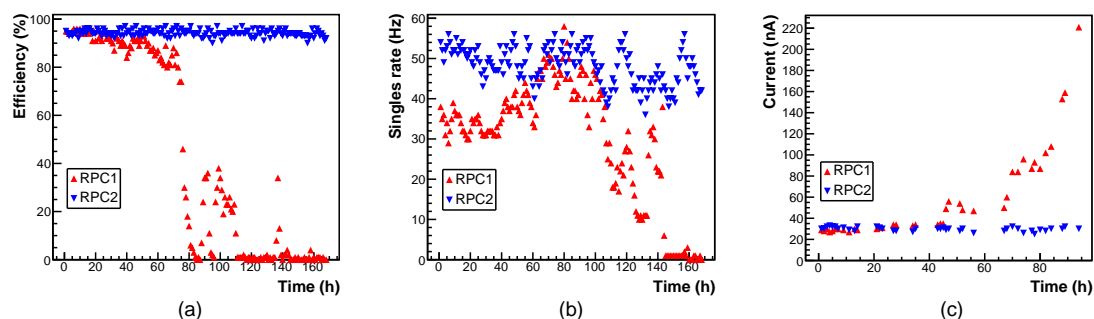 Efficiency (%)
100
80
60
40
20
0
RPC1
RPC2
0 20 40 60 80 100 120 140 160
Time (h)
(a)
Singles rate (Hz)
60
50
40
30
20
10
0
RPC1
RPC2
0 20 40 60 80 100 120 140 160
Time (h)
(b)
Current (nA)
220
200
180
160
140
120
100
80
60
40
20
0
RPC1
RPC2
0 20 40 60 80
Time (h)
(c)